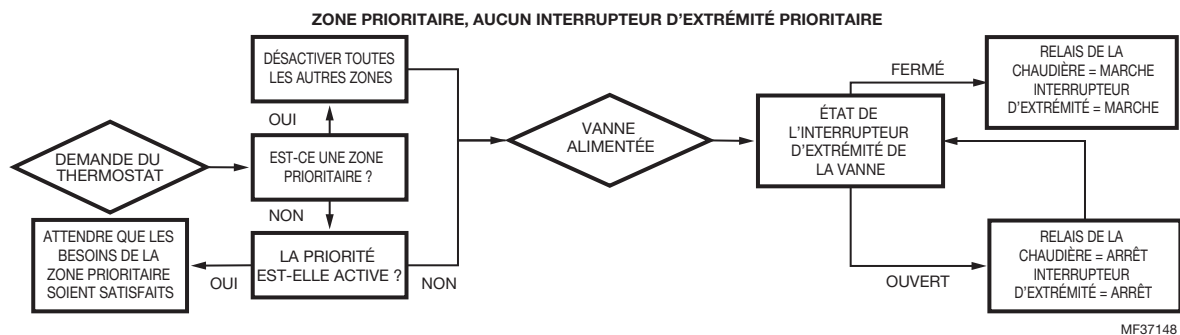 ZONE PRIORITAIRE, AUCUN INTERRUPTEUR D’EXTRÉMITÉ PRIORITAIRE
DÉSACTIVER TOUTES
LES AUTRES ZONES
OUI
DEMANDE DU
THERMOSTAT
EST-CE UNE ZONE
PRIORITAIRE ?
NON
ATTENDRE QUE LES
BESOINS DE LA
ZONE PRIORITAIRE
SOIENT SATISFAITS
OUI
LA PRIORITÉ
EST-ELLE ACTIVE ?
NON
VANNE
ALIMENTÉE
ÉTAT DE
L’INTERRUPTEUR
D’EXTRÉMITÉ DE
LA VANNE
FERMÉ
RELAIS DE LA
CHAUDIÈRE = MARCHE
INTERRUPTEUR
D’EXTRÉMITÉ = MARCHE
OUVERT
RELAIS DE LA
CHAUDIÈRE = ARRÊT
INTERRUPTEUR
D’EXTRÉMITÉ = ARRÊT
MF37148